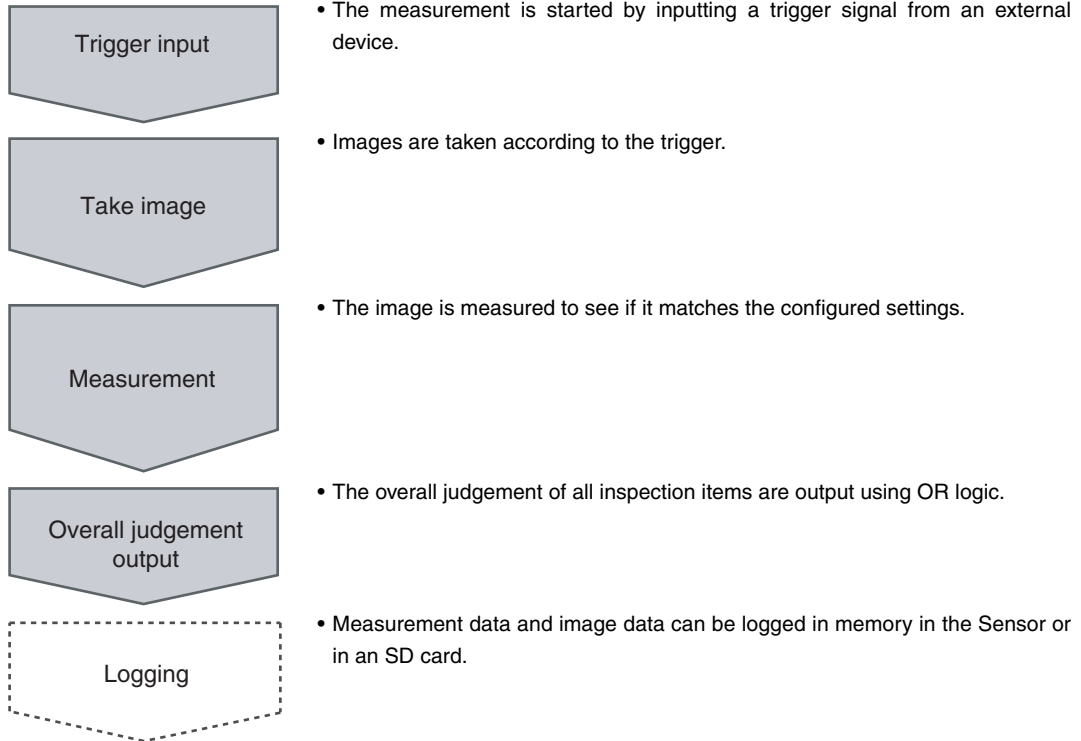 Trigger input
• The measurement is started by inputting a trigger signal from an external
device.
Take image
• Images are taken according to the trigger.
Measurement
• The image is measured to see if it matches the configured settings.
Overall judgement
output
• The overall judgement of all inspection items are output using OR logic.
Logging
• Measurement data and image data can be logged in memory in the Sensor or
in an SD card.